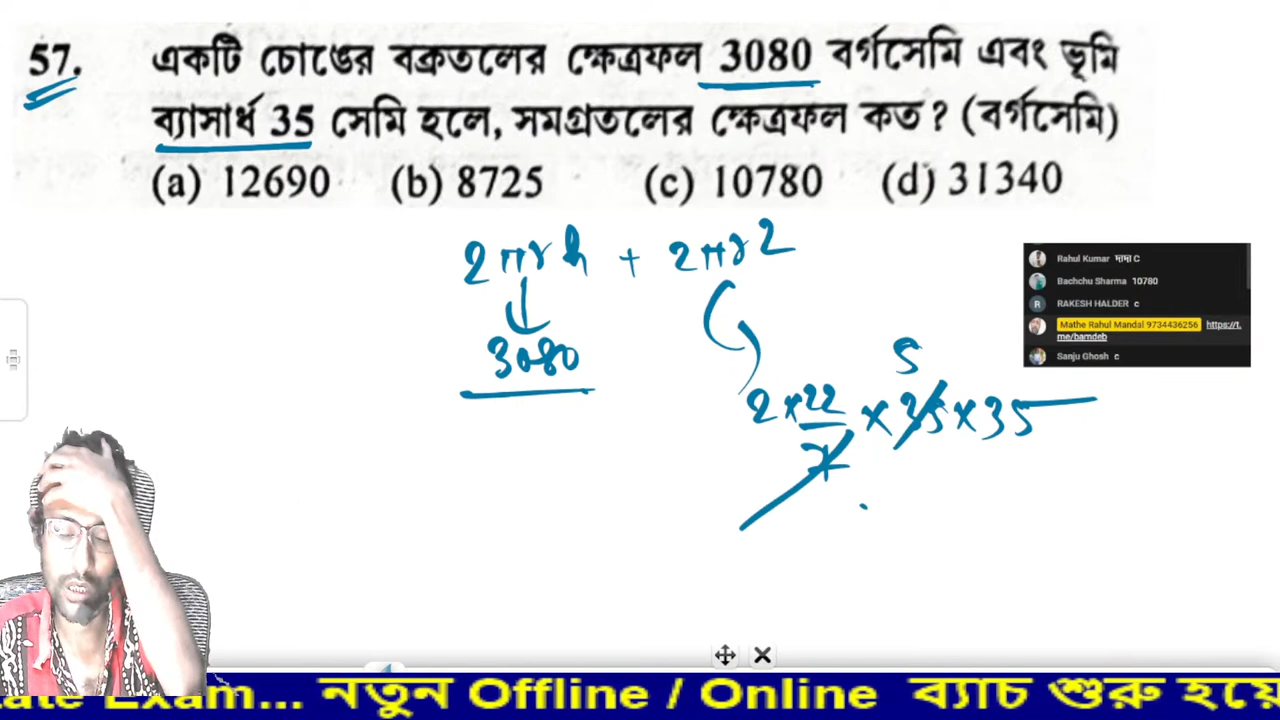 57. একটি চোঙের বক্রতলের ক্ষেত্রফল 3080 বর্গসেমি এবং ভূমি
ব্যাসার্ধ 35 সেমি হলে, সমগ্রতলের ক্ষেত্রফল কত? (বর্গসেমি)
(a) 12690 (b) 8725 (c) 10780 (d) 31340
2πrh + 2πr2
3080
5
2×22/7×35×35
Rahul Kumar দাদা C
Bachchu Sharma 10780
RAKESH HALDER c
Mathe Rahul Mandal 9734436256 https://t.
me/bamdeb
Sanju Ghosh c
ate Exam... নতুন Offline / Online ব্যাচ শুরু হয়ে